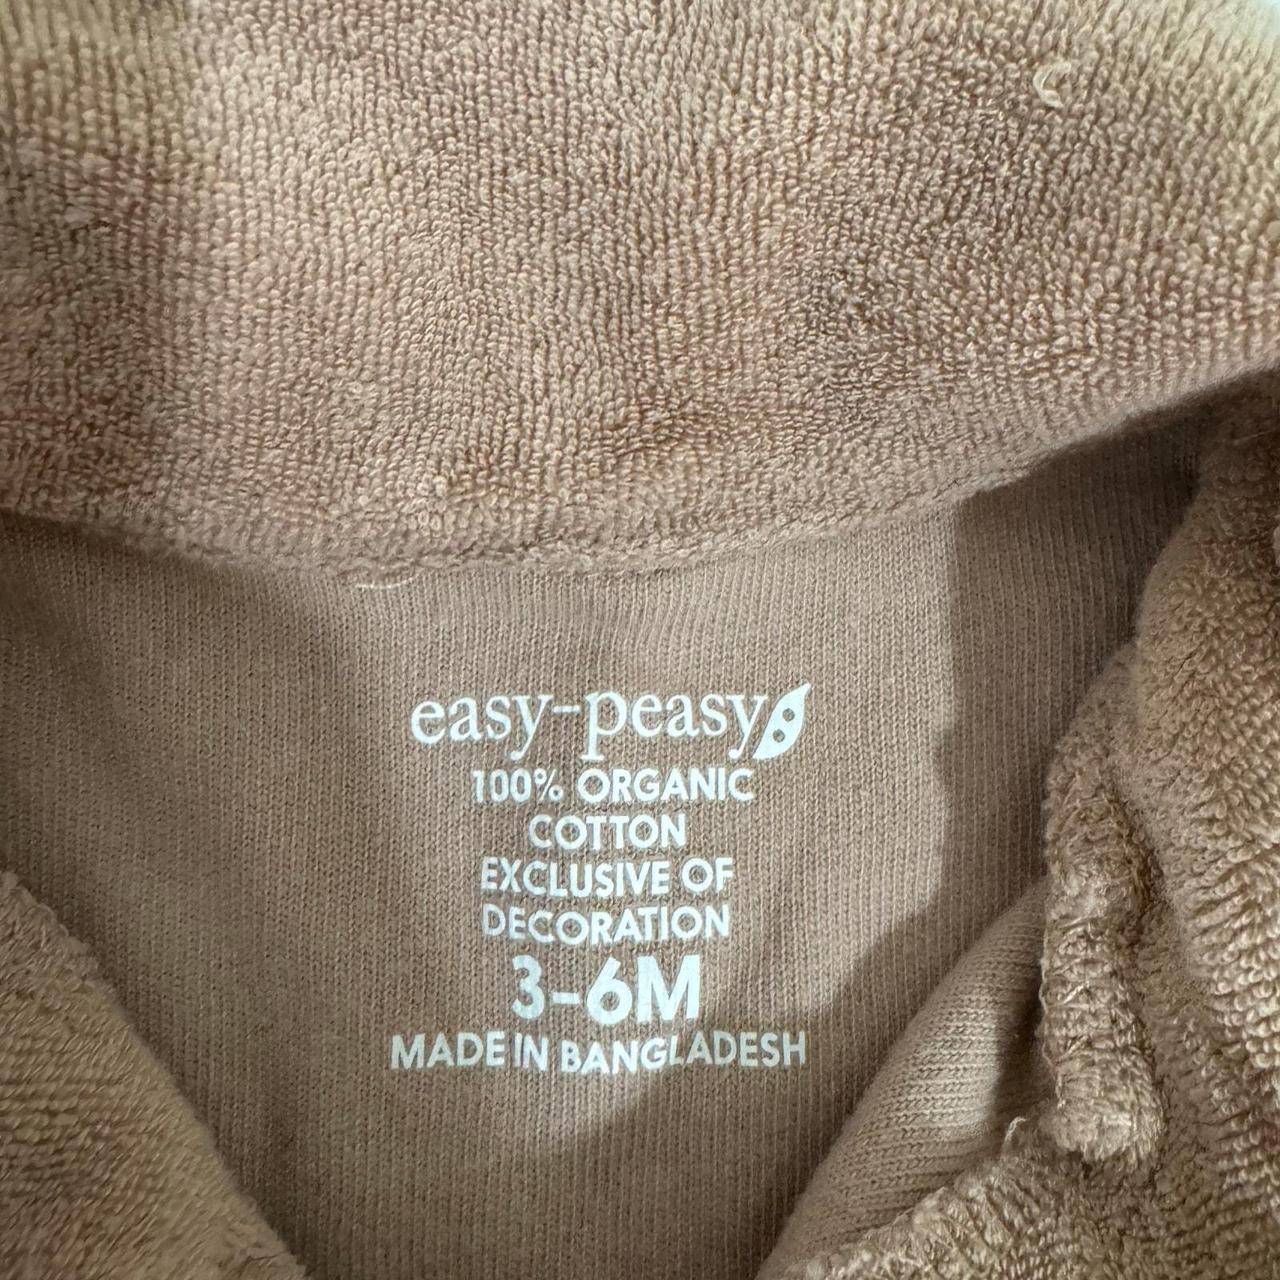 easy-peasy
100% ORGANIC
COTTON
EXCLUSIVE OF
DECORATION
3-6M
MADE IN BANGLADESH